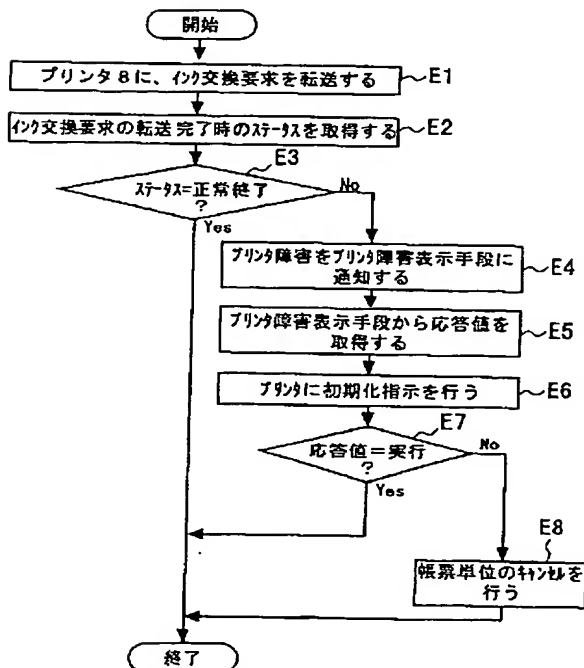 開始
プリンタ8に、インク交換要求を転送する
E1
インク交換要求の転送完了時のステータスを取得する
E2
E3
ステータス=正常終了
?
No
Yes
プリンタ障害をプリンタ障害表示手段に
通知する
E4
プリンタ障害表示手段から応答値を
取得する
E5
プリンタに初期化指示を行う
E6
E7
応答値=実行
?
No
Yes
E8
帳票単位のキャンセルを
行う
終了